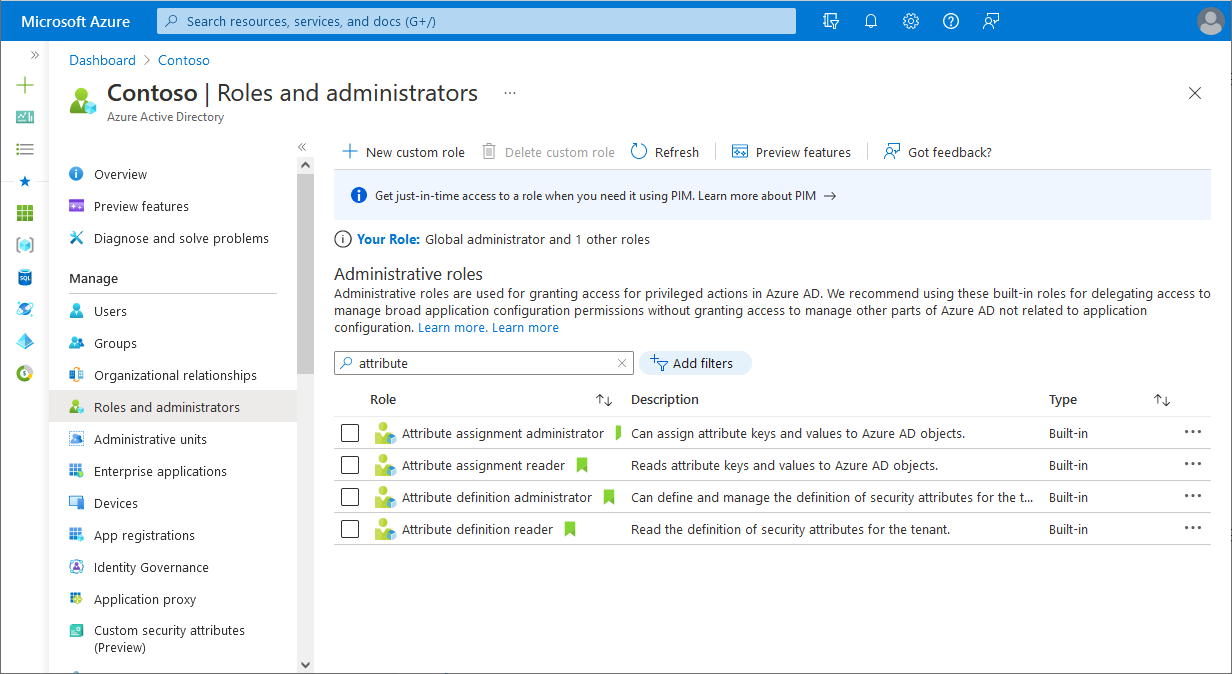 Microsoft Azure
Search resources, services, and docs (G+/)
Dashboard > Contoso
Contoso | Roles and administrators ...
Azure Active Directory
Overview
Preview features
Diagnose and solve problems
Manage
Users
Groups
Organizational relationships
Roles and administrators
Administrative units
Enterprise applications
Devices
App registrations
Identity Governance
Application proxy
Custom security attributes
(Preview)
New custom role Delete custom role Refresh Preview features Got feedback?
Get just-in-time access to a role when you need it using PIM. Learn more about PIM →
Your Role: Global administrator and 1 other roles
Administrative roles
Administrative roles are used for granting access for privileged actions in Azure AD. We recommend using these built-in roles for delegating access to
manage broad application configuration permissions without granting access to manage other parts of Azure AD not related to application
configuration. Learn more. Learn more
attribute Add filters
Role Description Type
Attribute assignment administrator Can assign attribute keys and values to Azure AD objects. Built-in ...
Attribute assignment reader Reads attribute keys and values to Azure AD objects. Built-in ...
Attribute definition administrator Can define and manage the definition of security attributes for the t... Built-in ...
Attribute definition reader Read the definition of security attributes for the tenant. Built-in ...